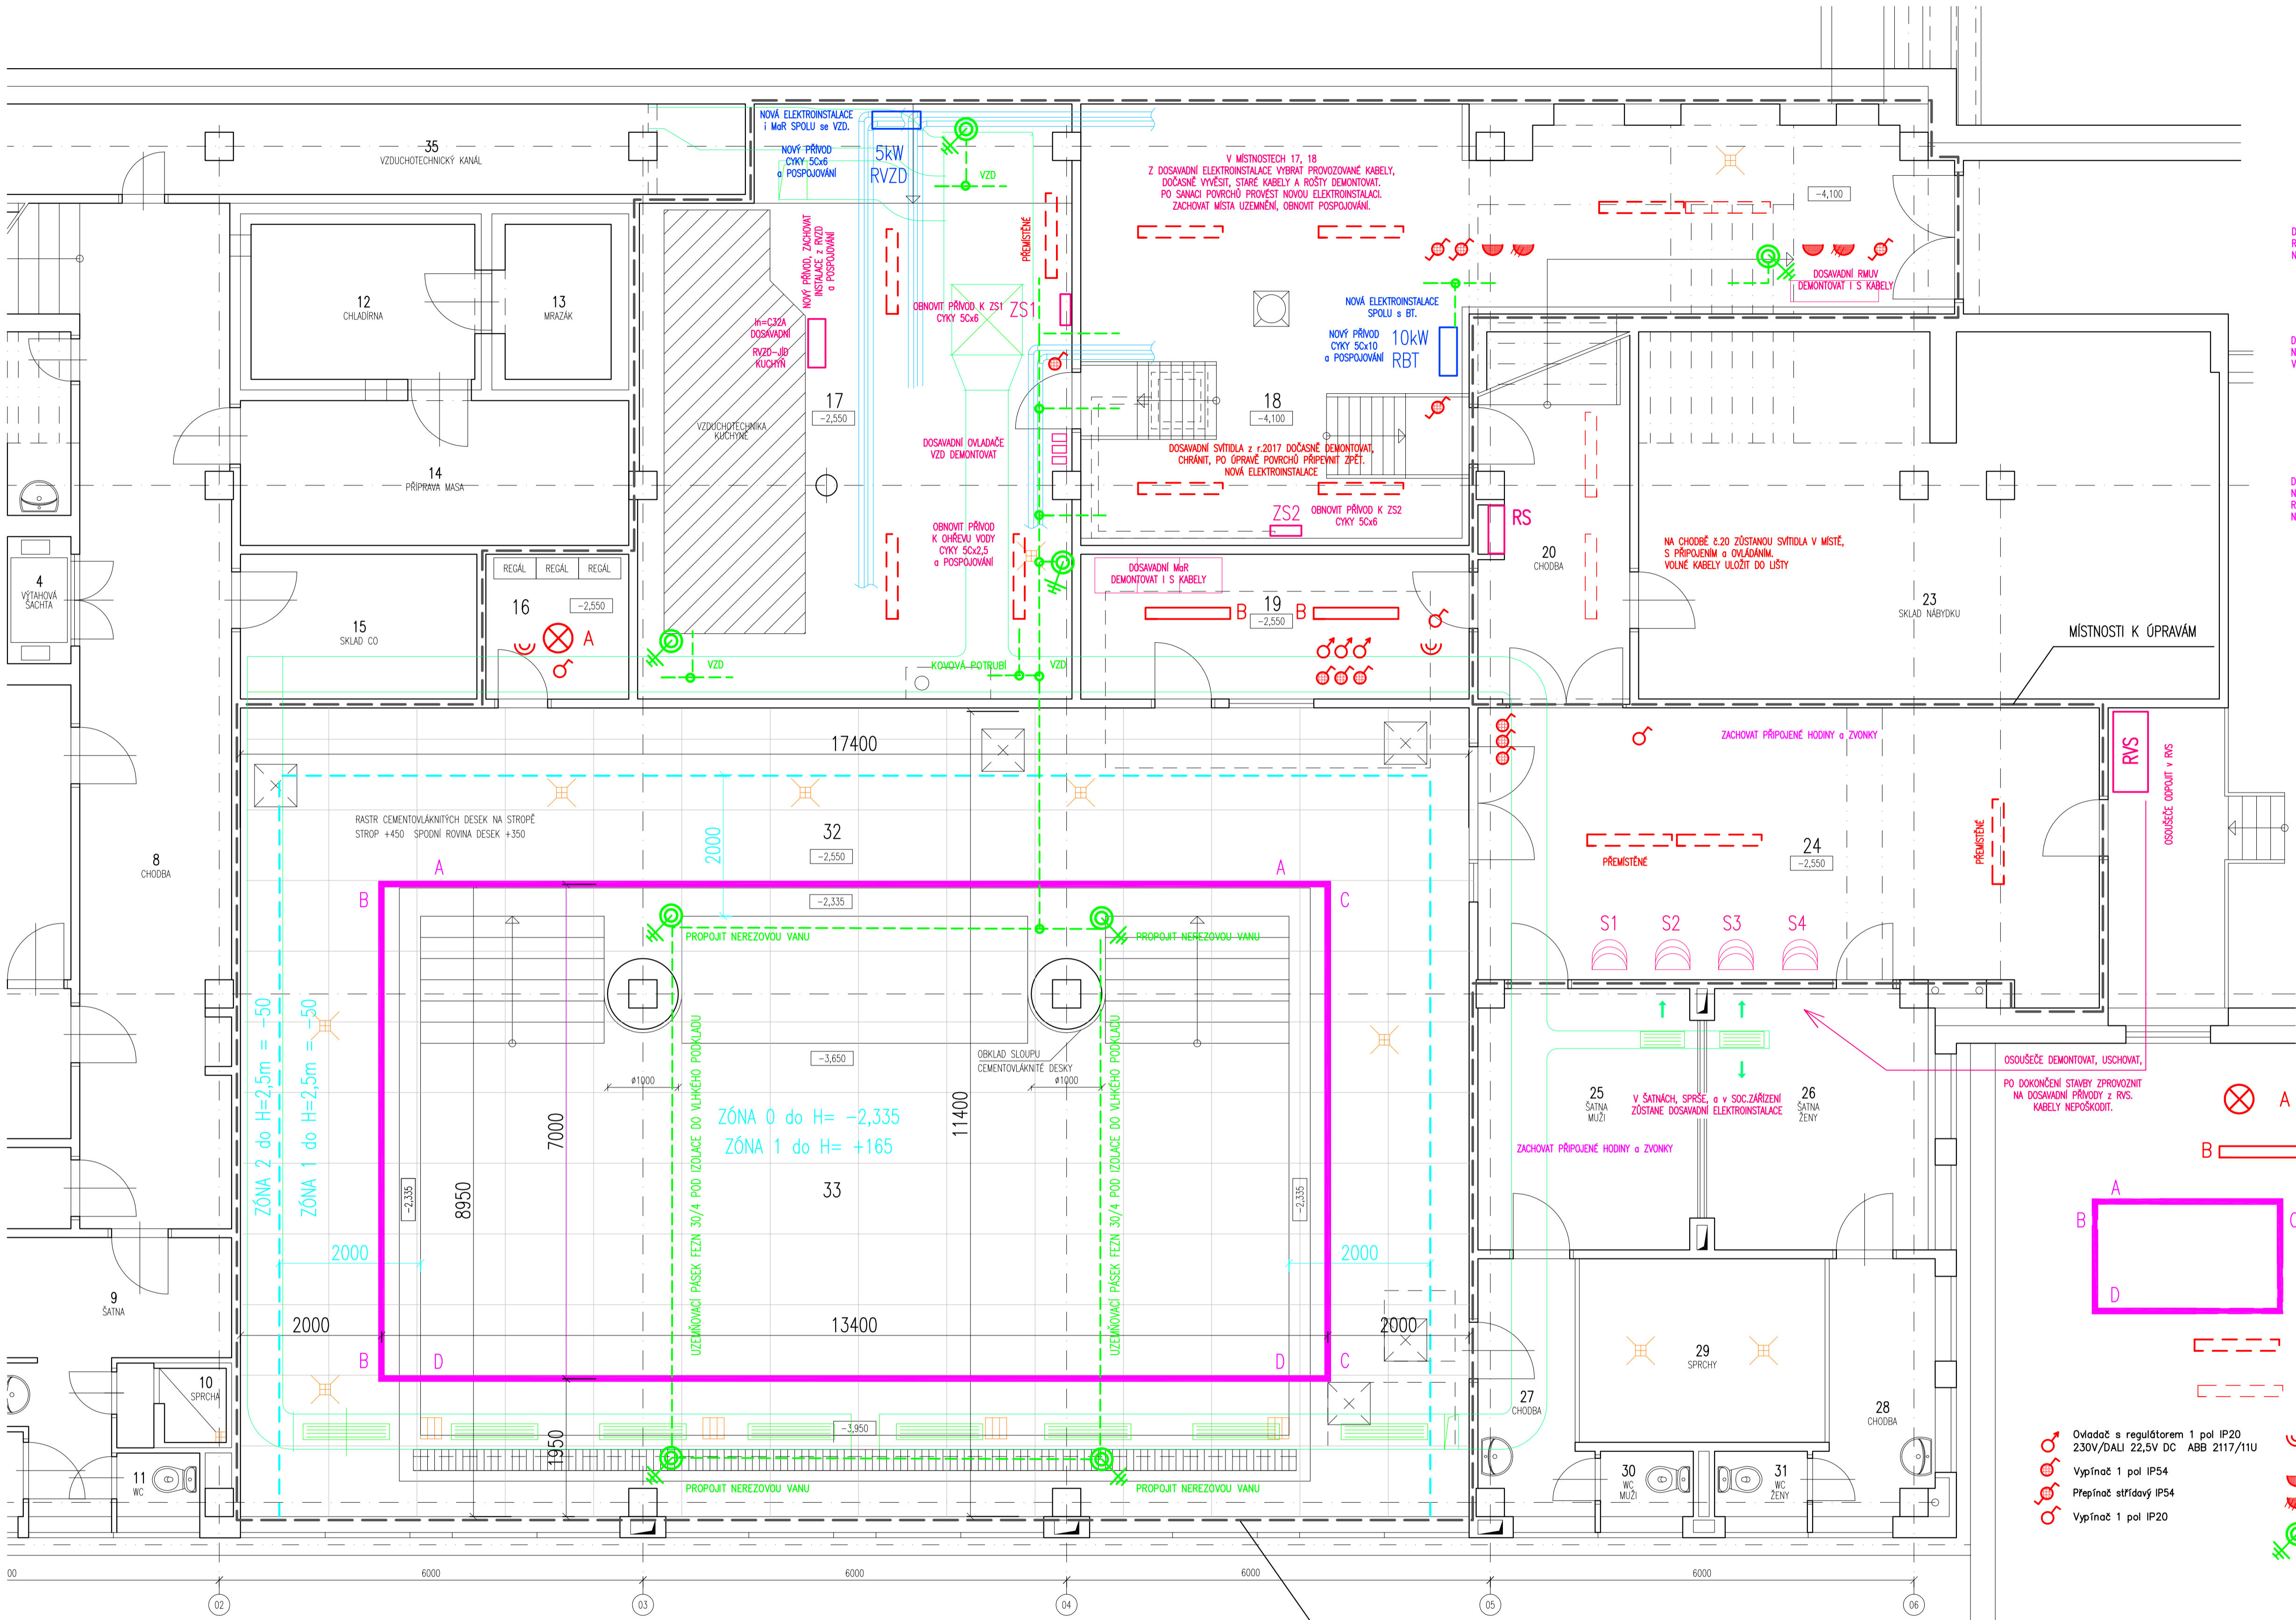 35
VZDUCHOTECHNICKÝ KANÁL
NOVÁ ELEKTROINSTALACE
i MaR SPOLU se VZD.
NOVÝ PŘÍVOD
CYKY 5Cx6
a POSPOJOVÁNÍ
5kW
RVZD
VZD
V MÍSTNOSTECH 17, 18
Z DOSAVADNÍ ELEKTROINSTALACE VYBRAT PROVOZOVANÉ KABELY,
DOČASNĚ VYVĚSIT, STARÉ KABELY A ROŠTY DEMONTOVAT.
PO SANACI POVRCHŮ PROVÉST NOVOU ELEKTROINSTALACI.
ZACHOVAT MÍSTA UZEMNĚNÍ, OBNOVIT POSPOJOVÁNÍ.
-4,100
PŘEMÍSTĚNÉ
NOVÝ PŘÍVOD, ZACHOVAT
INSTALACE z RVZD
a POSPOJOVÁNÍ
12
CHLADÍRNA
13
MRAZÁK
OBNOVIT PŘÍVOD K ZS1
CYKY 5Cx6
ZS1
In=C32A
DOSAVADNÍ
RVZD-JÍD
KUCHYŇ
NOVÁ ELEKTROINSTALACE
SPOLU s BT.
NOVÝ PŘÍVOD
CYKY 5Cx10
a POSPOJOVÁNÍ
10kW
RBT
DOSAVADNÍ RMUV
DEMONTOVAT I S KABELY
17
-2,550
VZDUCHOTECHNIKA
KUCHYNĚ
18
-4,100
DOSAVADNÍ OVLADAČE
VZD DEMONTOVAT
DOSAVADNÍ SVÍTIDLA z r.2017 DOČASNĚ DEMONTOVAT,
CHRÁNIT, PO ÚPRAVĚ POVRCHŮ PŘIPEVNIT ZPĚT.
NOVÁ ELEKTROINSTALACE
14
PŘÍPRAVA MASA
ZS2
OBNOVIT PŘÍVOD K ZS2
CYKY 5Cx6
RS
OBNOVIT PŘÍVOD
K OHŘEVU VODY
CYKY 5Cx2,5
a POSPOJOVÁNÍ
20
CHODBA
NA CHODBĚ č.20 ZŮSTANOU SVÍTIDLA V MÍSTĚ,
S PŘIPOJENÍM a OVLÁDÁNÍM.
VOLNÉ KABELY ULOŽIT DO LIŠTY
4
VÝTAHOVÁ
ŠACHTA
REGÁL
REGÁL
REGÁL
16
-2,550
A
15
SKLAD CO
DOSAVADNÍ MaR
DEMONTOVAT I S KABELY
B
B
19
-2,550
23
SKLAD NÁBYTKU
MÍSTNOSTI K ÚPRAVÁM
VZD
KOVOVÁ POTRUBÍ
VZD
17400
ZACHOVAT PŘIPOJENÉ HODINY a ZVONKY
RVS
OSOUŠEČE ODPOJIT v RVS
RASTR CEMENTOVLÁKNITÝCH DESEK NA STROPĚ
STROP +450 SPODNÍ ROVINA DESEK +350
2000
32
-2,550
8
CHODBA
24
-2,550
PŘEMÍSTĚNÉ
PŘEMÍSTĚNÉ
A
A
B
C
-2,335
PROPOJIT NEREZOVOU VANU
PROPOJIT NEREZOVOU VANU
S1
S2
S3
S4
ZÓNA 2 do H=2,5m = -50
ZÓNA 1 do H=2,5m = -50
UZEMŇOVACÍ PÁSEK FEZN 30/4 POD IZOLACE DO VLHKÉHO PODKLADU
UZEMŇOVACÍ PÁSEK FEZN 30/4 POD IZOLACE DO VLHKÉHO PODKLADU
-3,650
OBKLAD SLOUPU
CEMENTOVLÁKNITÉ DESKY
ø1000
ø1000
11400
7000
8950
ZÓNA 0 do H= -2,335
ZÓNA 1 do H= +165
33
-2,335
-2,335
2000
2000
OSOUŠEČE DEMONTOVAT, USCHOVAT,
PO DOKONČENÍ STAVBY ZPROVOZNIT
NA DOSAVADNÍ PŘÍVODY z RVS.
KABELY NEPOŠKODIT.
25
ŠATNA
MUŽI
V ŠATNÁCH, SPRŠE, a v SOC.ZÁŘÍZENÍ
ZŮSTANE DOSAVADNÍ ELEKTROINSTALACE
26
ŠATNA
ŽENY
ZACHOVAT PŘIPOJENÉ HODINY a ZVONKY
A
B
A
B
D
9
ŠATNA
2000
13400
2000
B
D
D
C
10
SPRCHA
29
SPRCHY
27
CHODBA
28
CHODBA
-3,950
1950
11
WC
PROPOJIT NEREZOVOU VANU
PROPOJIT NEREZOVOU VANU
30
WC
MUŽI
31
WC
ŽENY
Ovladač s regulátorem 1 pol IP20
230V/DALI 22,5V DC ABB 2117/11U
Vypínač 1 pol IP54
Přepínač střídavý IP54
Vypínač 1 pol IP20
00
6000
6000
6000
6000
02
03
04
05
06